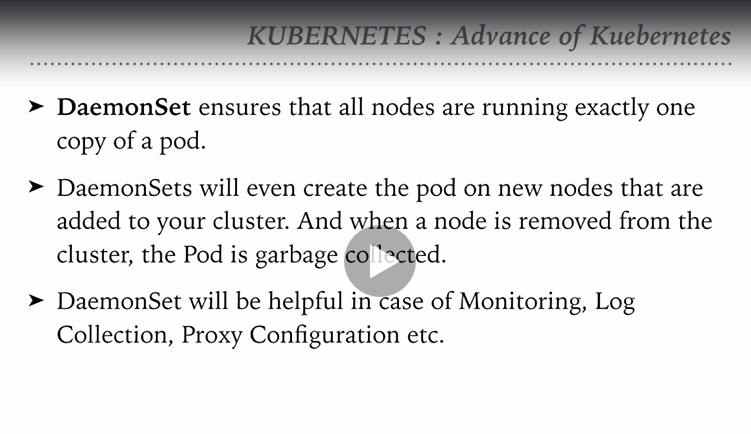 KUBERNETES : Advance of Kuebernetes
➤ DaemonSet ensures that all nodes are running exactly one
copy of a pod.
➤ DaemonSets will even create the pod on new nodes that are
added to your cluster. And when a node is removed from the
cluster, the Pod is garbage collected.
➤ DaemonSet will be helpful in case of Monitoring, Log
Collection, Proxy Configuration etc.